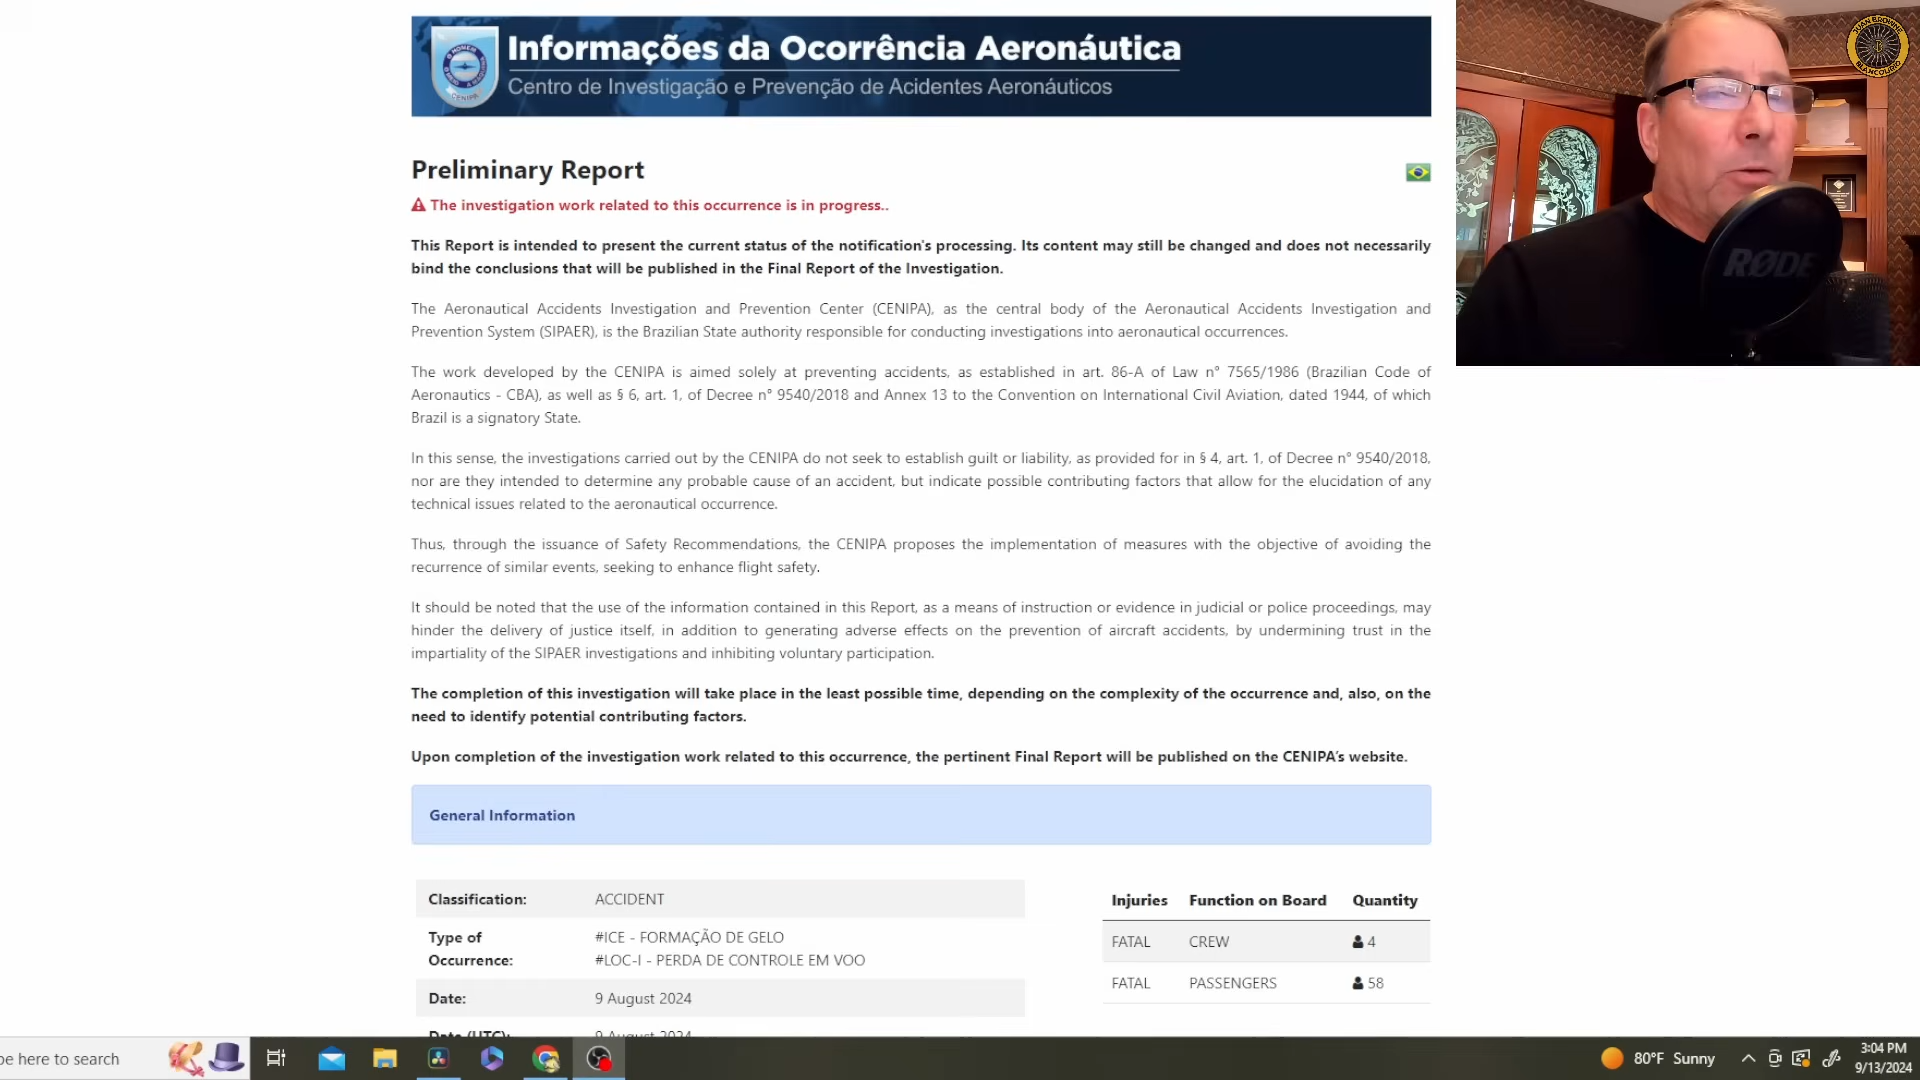 Informações da Ocorrência Aeronáutica
Centro de Investigação e Prevenção de Acidentes Aeronáuticos
CENIPA
JUAN BROWNE
BLANCOLIRIO
RØDE
Preliminary Report
The investigation work related to this occurrence is in progress..
This Report is intended to present the current status of the notification's processing. Its content may still be changed and does not necessarily
bind the conclusions that will be published in the Final Report of the Investigation.
The Aeronautical Accidents Investigation and Prevention Center (CENIPA), as the central body of the Aeronautical Accidents Investigation and
Prevention System (SIPAER), is the Brazilian State authority responsible for conducting investigations into aeronautical occurrences.
The work developed by the CENIPA is aimed solely at preventing accidents, as established in art. 86-A of Law n° 7565/1986 (Brazilian Code of
Aeronautics - CBA), as well as § 6, art. 1, of Decree n° 9540/2018 and Annex 13 to the Convention on International Civil Aviation, dated 1944, of which
Brazil is a signatory State.
In this sense, the investigations carried out by the CENIPA do not seek to establish guilt or liability, as provided for in § 4, art. 1, of Decree n° 9540/2018,
nor are they intended to determine any probable cause of an accident, but indicate possible contributing factors that allow for the elucidation of any
technical issues related to the aeronautical occurrence.
Thus, through the issuance of Safety Recommendations, the CENIPA proposes the implementation of measures with the objective of avoiding the
recurrence of similar events, seeking to enhance flight safety.
It should be noted that the use of the information contained in this Report, as a means of instruction or evidence in judicial or police proceedings, may
hinder the delivery of justice itself, in addition to generating adverse effects on the prevention of aircraft accidents, by undermining trust in the
impartiality of the SIPAER investigations and inhibiting voluntary participation.
The completion of this investigation will take place in the least possible time, depending on the complexity of the occurrence and, also, on the
need to identify potential contributing factors.
Upon completion of the investigation work related to this occurrence, the pertinent Final Report will be published on the CENIPA's website.
General Information
Classification: ACCIDENT
Type of
Occurrence:
#ICE - FORMAÇÃO DE GELO
#LOC-I - PERDA DE CONTROLE EM VOO
Date: 9 August 2024
Date (UTC): 9 August 2024
Injuries Function on Board Quantity
FATAL CREW 4
FATAL PASSENGERS 58
pe here to search
80°F Sunny
3:04 PM
9/13/2024